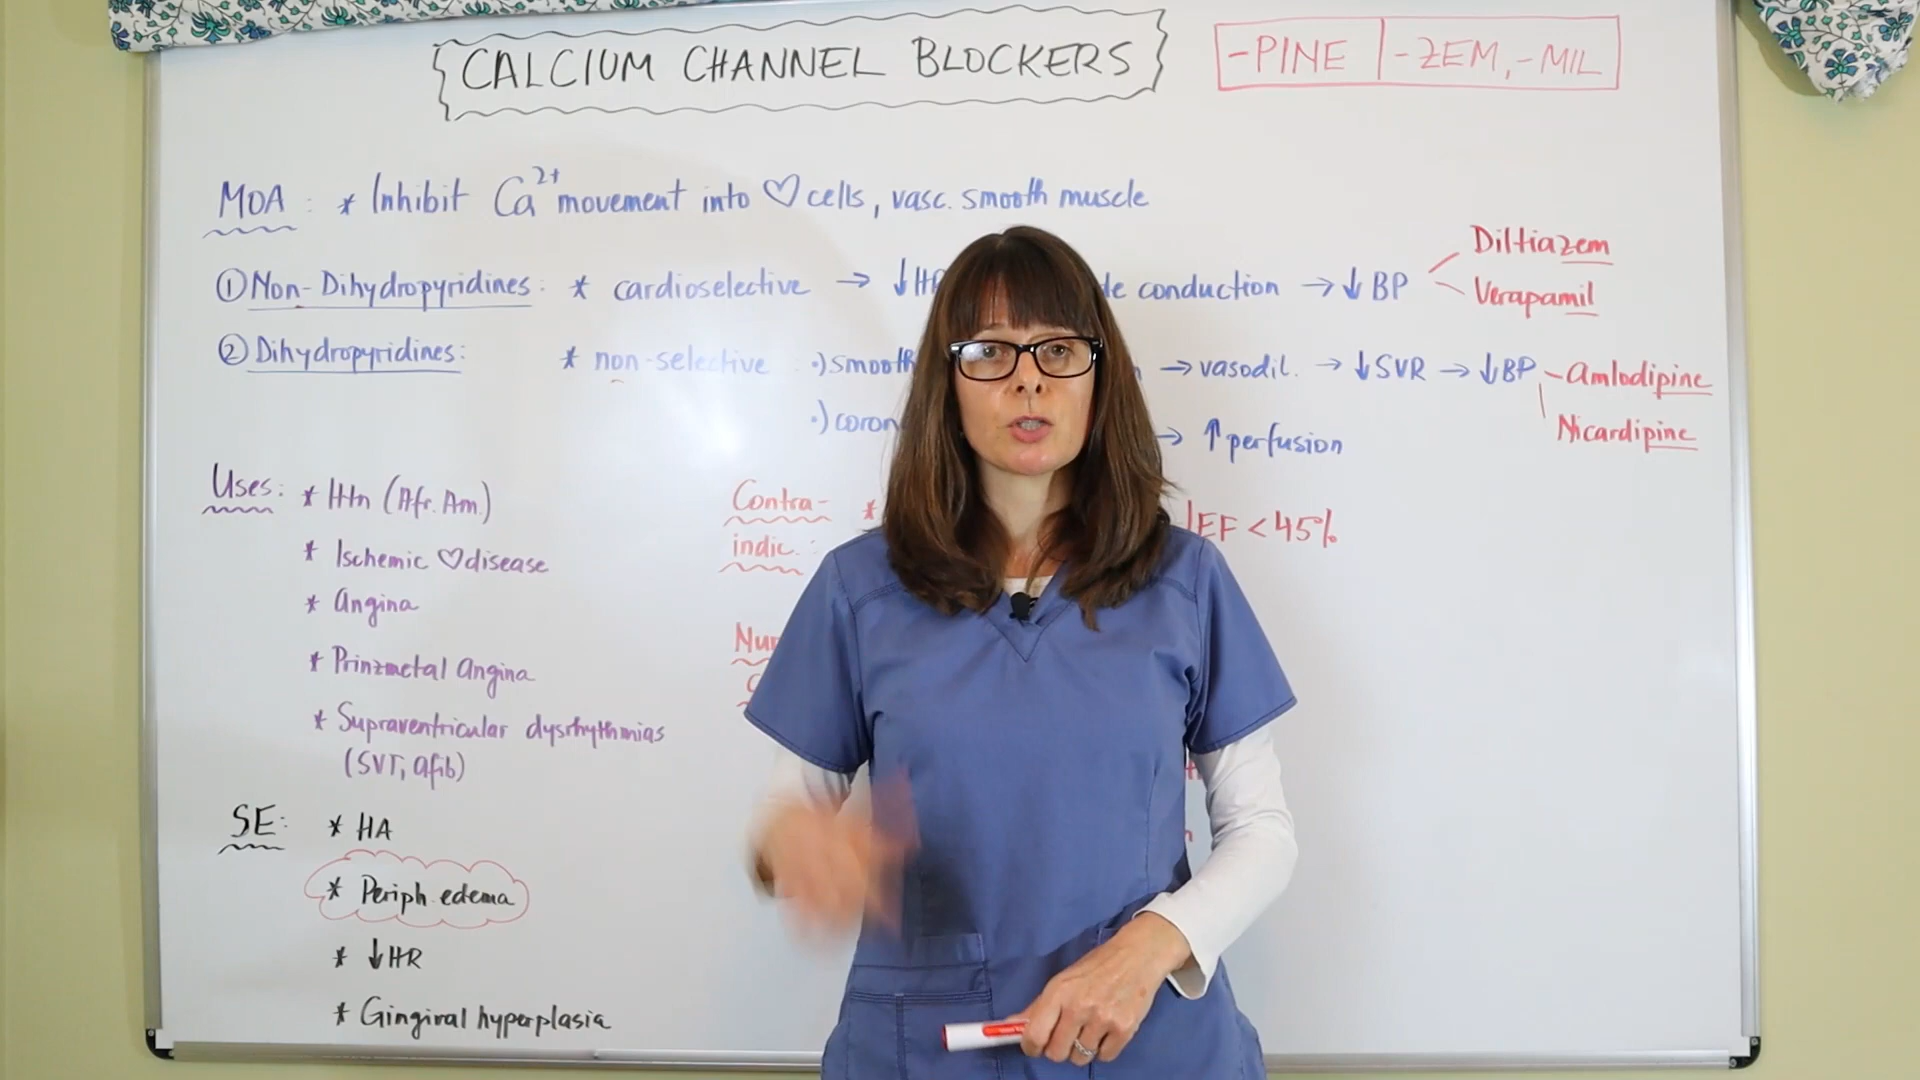 CALCIUM CHANNEL BLOCKERS
-PINE | -ZEM, -MIL
MOA: * Inhibit Ca2+ movement into ♡ cells, vasc. smooth muscle
① Non-Dihydropyridines: * cardioselective → ↓ conduction → ↓ BP
Diltiazem
Verapamil
② Dihydropyridines: * non-selective ·) smooth → vasodil. → ↓ SVR → ↓ BP - Amlodipine
Nicardipine
·) → ↑ perfusion
Uses: * Htn (Afr. Am.)
* Ischemic ♡ disease
* Angina
* Prinzmetal Angina
* Supraventricular dysrhythmias
(SVT, afib)
Contra-
indic.: *
EF < 45%
SE: * HA
* Periph. edema
* ↓ HR
* Gingival hyperplasia